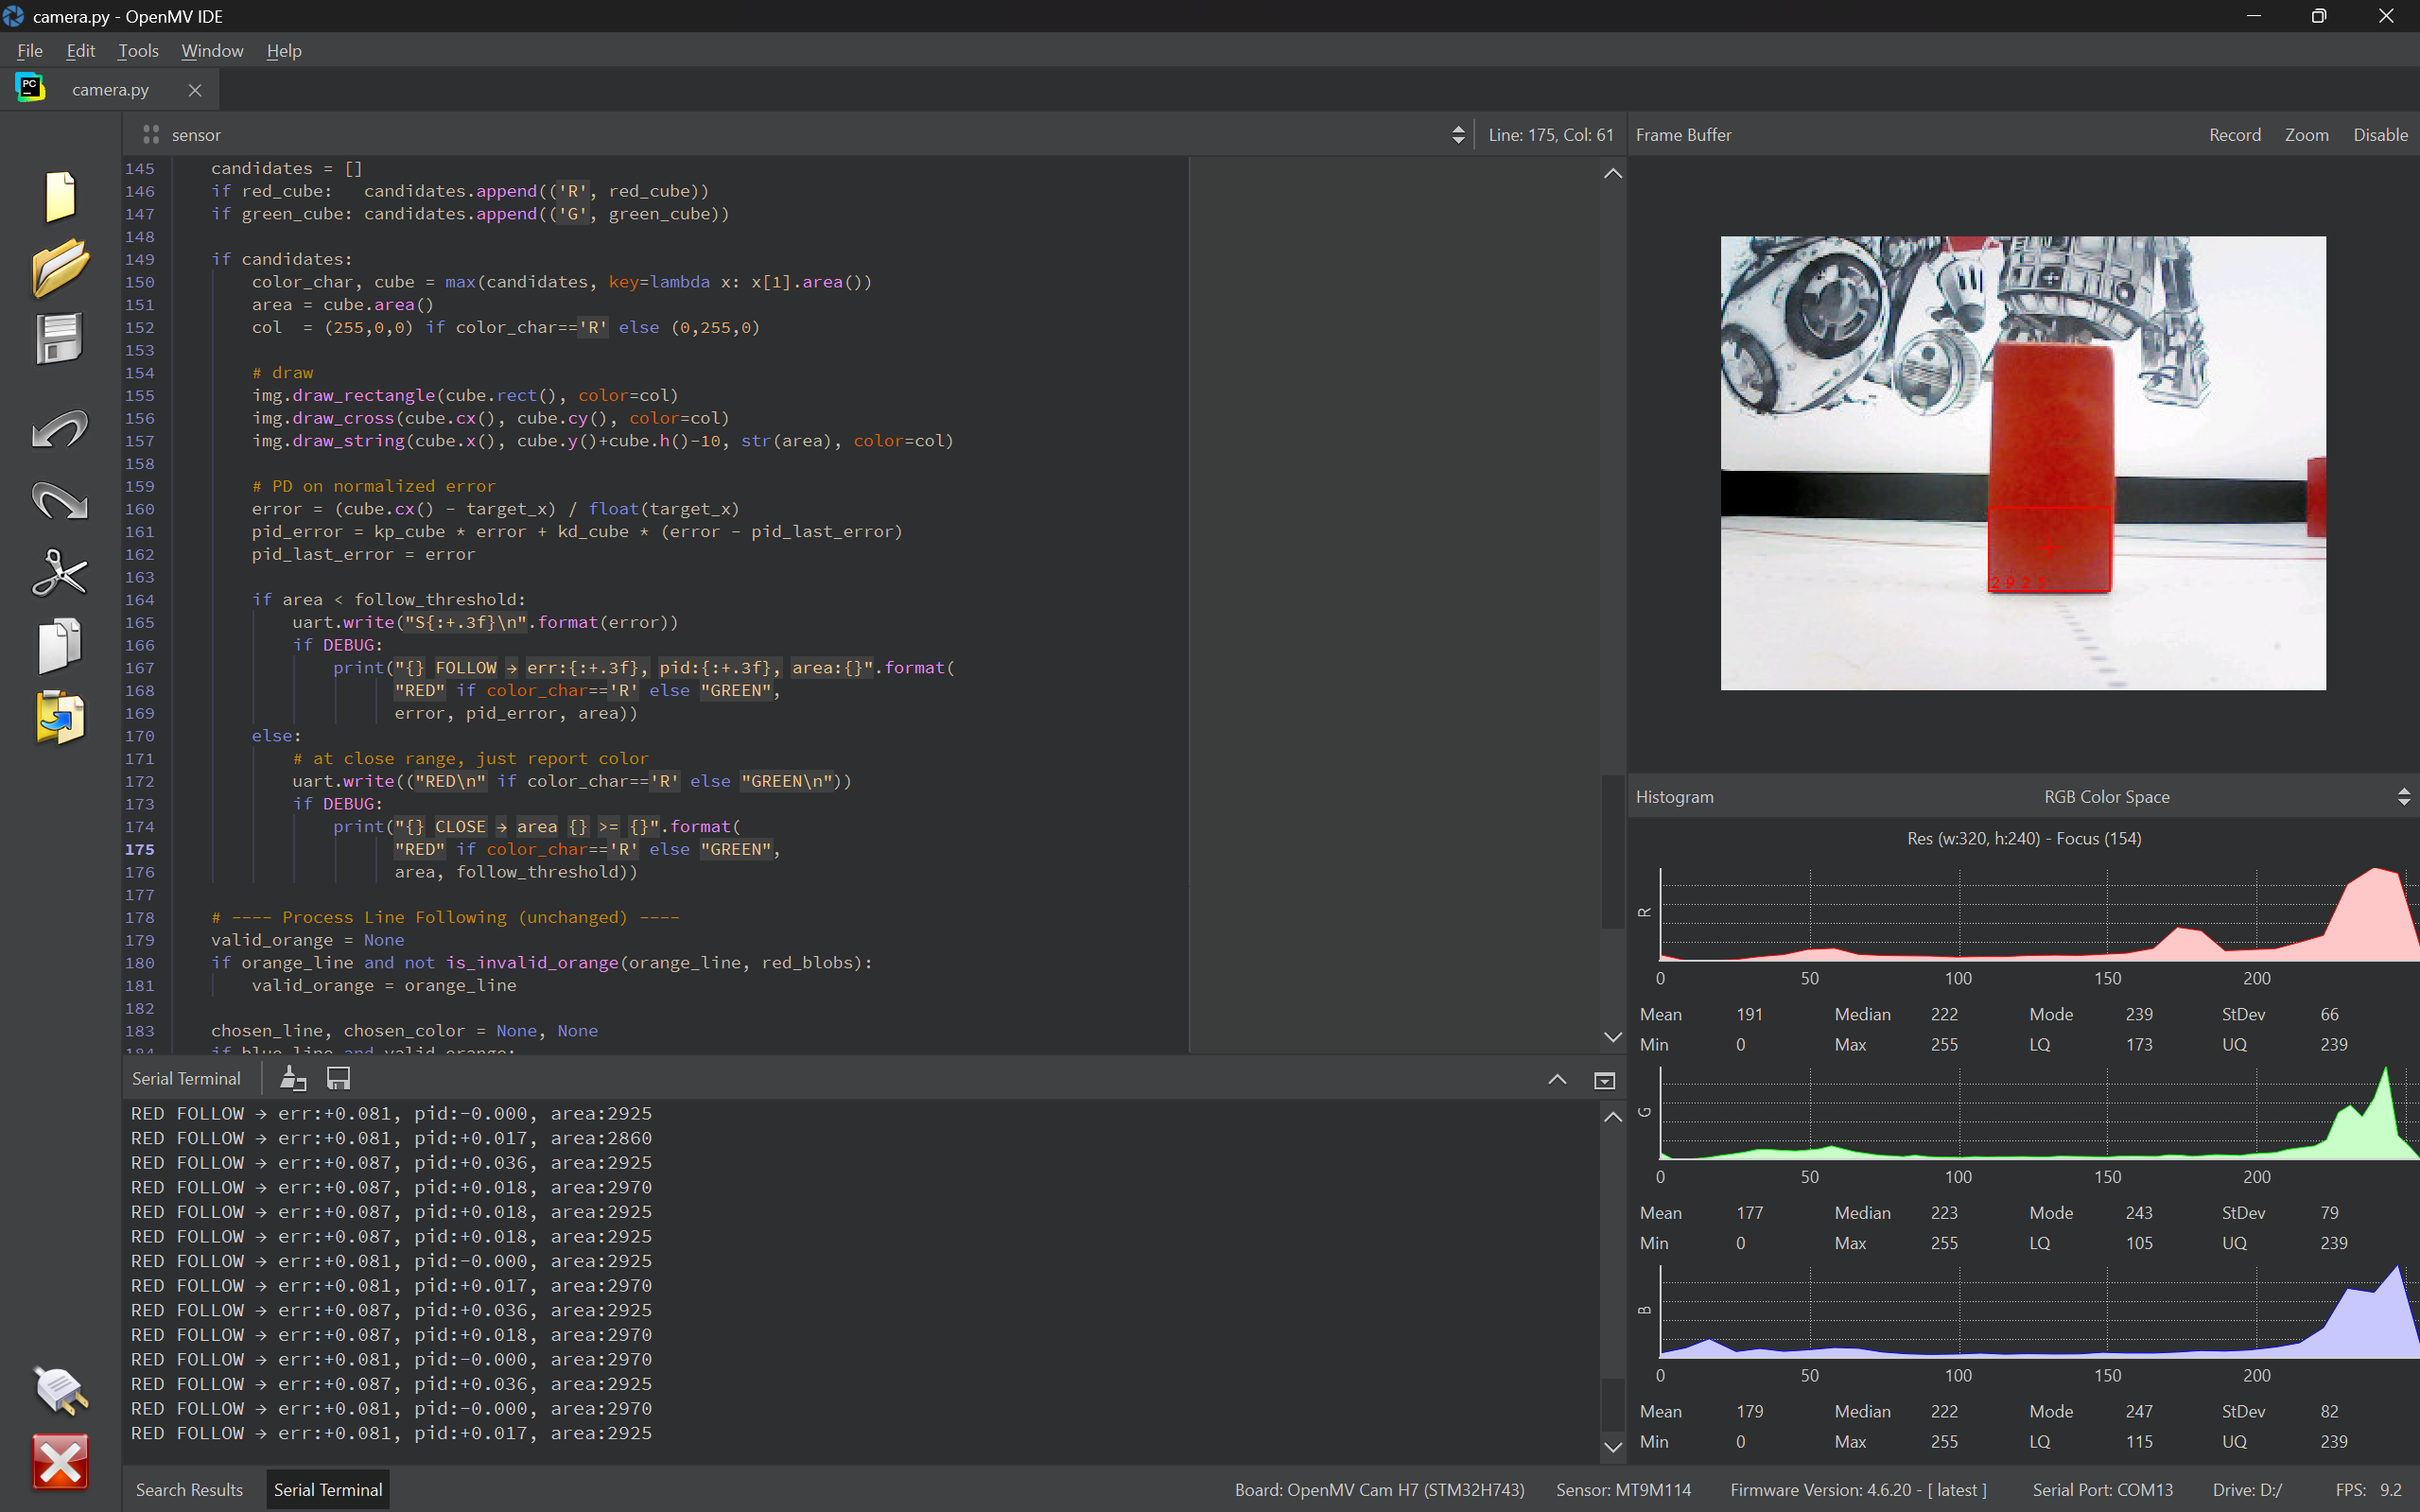 camera.py - OpenMV IDE
File Edit Tools Window Help
PC
camera.py
sensor
Line: 175, Col: 61
Frame Buffer
Record Zoom Disable
145 candidates = []
146 if red_cube:   candidates.append(('R', red_cube))
147 if green_cube: candidates.append(('G', green_cube))
148
149 if candidates:
150 color_char, cube = max(candidates, key=lambda x: x[1].area())
151 area = cube.area()
152 col  = (255,0,0) if color_char=='R' else (0,255,0)
153
154 # draw
155 img.draw_rectangle(cube.rect(), color=col)
156 img.draw_cross(cube.cx(), cube.cy(), color=col)
157 img.draw_string(cube.x(), cube.y()+cube.h()-10, str(area), color=col)
158
159 # PD on normalized error
160 error = (cube.cx() - target_x) / float(target_x)
161 pid_error = kp_cube * error + kd_cube * (error - pid_last_error)
162 pid_last_error = error
163
164 if area < follow_threshold:
165 uart.write("S{:+.3f}\n".format(error))
166 if DEBUG:
167 print("{} FOLLOW → err:{:+.3f}, pid:{:+.3f}, area:{}".format(
168 "RED" if color_char=='R' else "GREEN",
169 error, pid_error, area))
170 else:
171 # at close range, just report color
172 uart.write(("RED\n" if color_char=='R' else "GREEN\n"))
173 if DEBUG:
174 print("{} CLOSE → area {} >= {}".format(
175 "RED" if color_char=='R' else "GREEN",
176 area, follow_threshold))
177
178 # ---- Process Line Following (unchanged) ----
179 valid_orange = None
180 if orange_line and not is_invalid_orange(orange_line, red_blobs):
181 valid_orange = orange_line
182
183 chosen_line, chosen_color = None, None
184 if blue_line and valid_orange:
2925
Histogram
RGB Color Space
Res (w:320, h:240) - Focus (154)
R
0 50 100 150 200
Mean 191 Median 222 Mode 239 StDev 66
Min 0 Max 255 LQ 173 UQ 239
G
0 50 100 150 200
Mean 177 Median 223 Mode 243 StDev 79
Min 0 Max 255 LQ 105 UQ 239
B
0 50 100 150 200
Mean 179 Median 222 Mode 247 StDev 82
Min 0 Max 255 LQ 115 UQ 239
Serial Terminal
RED FOLLOW → err:+0.081, pid:-0.000, area:2925
RED FOLLOW → err:+0.081, pid:+0.017, area:2860
RED FOLLOW → err:+0.087, pid:+0.036, area:2925
RED FOLLOW → err:+0.087, pid:+0.018, area:2970
RED FOLLOW → err:+0.087, pid:+0.018, area:2925
RED FOLLOW → err:+0.087, pid:+0.018, area:2925
RED FOLLOW → err:+0.081, pid:-0.000, area:2925
RED FOLLOW → err:+0.081, pid:+0.017, area:2970
RED FOLLOW → err:+0.087, pid:+0.036, area:2925
RED FOLLOW → err:+0.087, pid:+0.018, area:2970
RED FOLLOW → err:+0.081, pid:-0.000, area:2970
RED FOLLOW → err:+0.087, pid:+0.036, area:2925
RED FOLLOW → err:+0.081, pid:-0.000, area:2970
RED FOLLOW → err:+0.081, pid:+0.017, area:2925
Search Results Serial Terminal
Board: OpenMV Cam H7 (STM32H743) Sensor: MT9M114 Firmware Version: 4.6.20 - [ latest ] Serial Port: COM13 Drive: D:/ FPS: 9.2